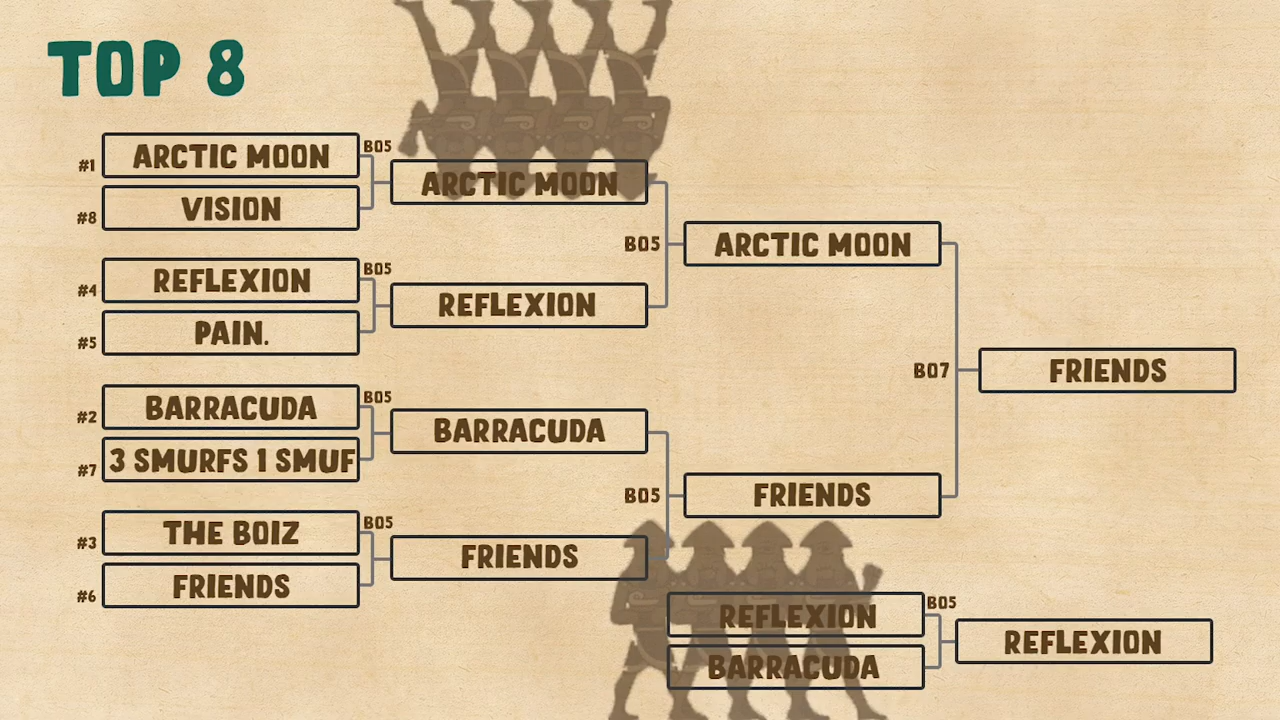 TOP 8
#1
ARCTIC MOON
BO5
#8
VISION
ARCTIC MOON
#4
REFLEXION
BO5
#5
PAIN.
REFLEXION
BO5
ARCTIC MOON
#2
BARRACUDA
BO5
#7
3 SMURFS 1 SMUF
BARRACUDA
#3
THE BOIZ
BO5
#6
FRIENDS
FRIENDS
BO5
FRIENDS
BO7
FRIENDS
REFLEXION
BO5
BARRACUDA
REFLEXION